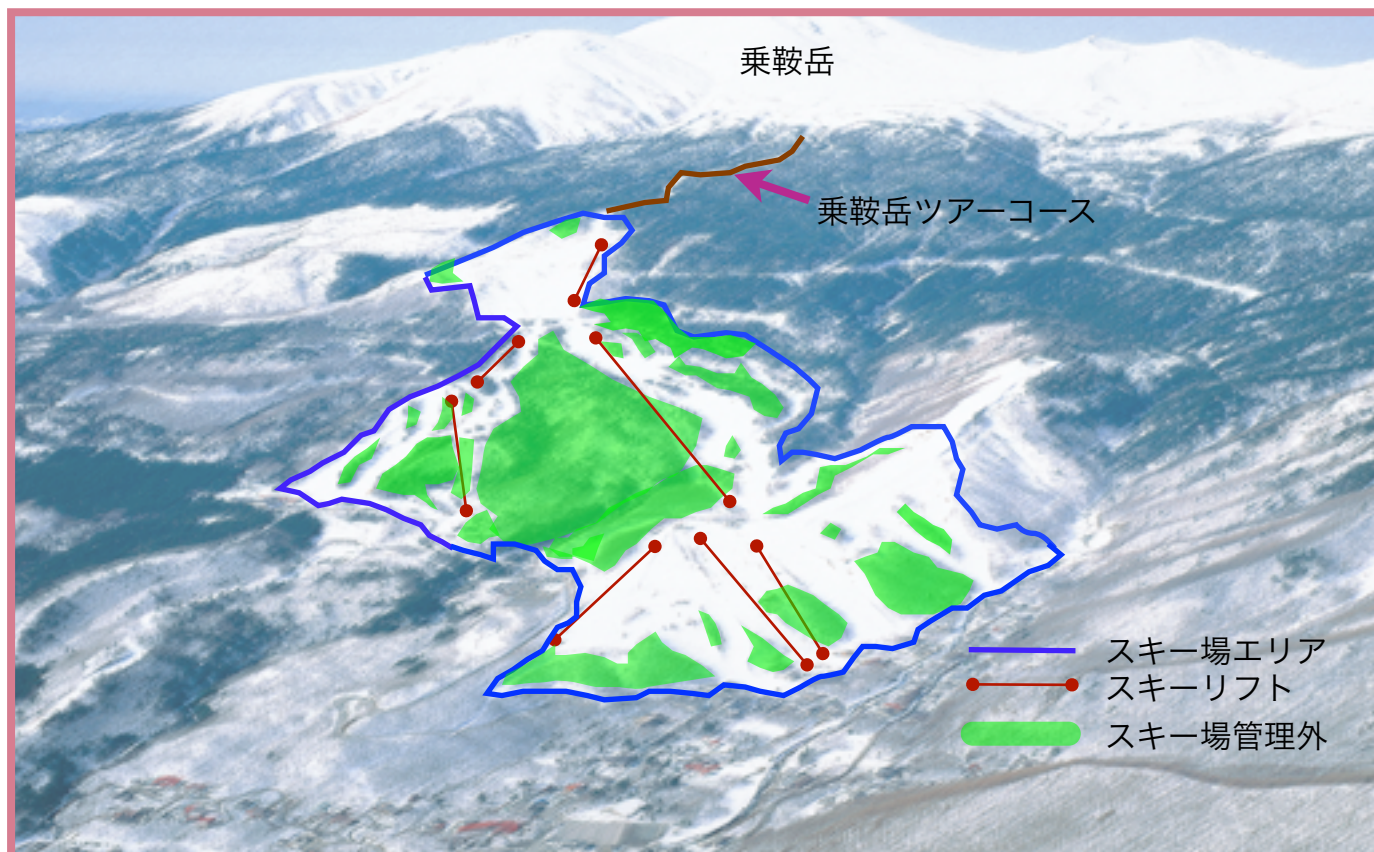 乗鞍岳
乗鞍岳ツアーコース
スキー場エリア
スキーリフト
スキー場管理外